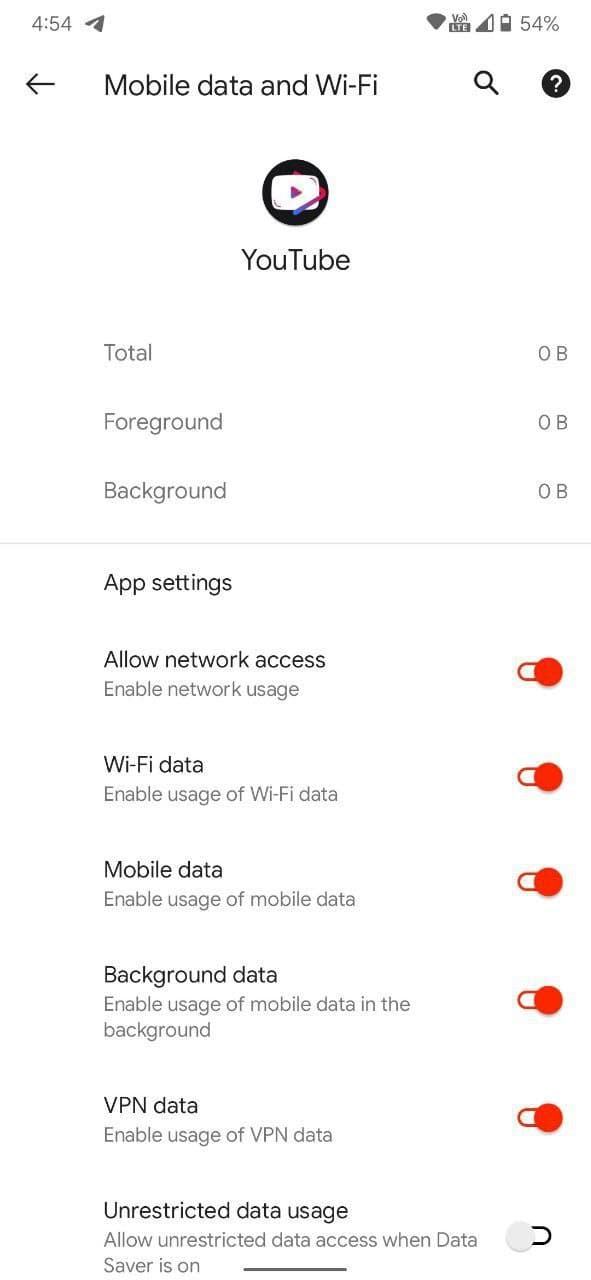 4:54 Vo) LTE 54%
Mobile data and Wi-Fi ?
YouTube
Total 0 B
Foreground 0 B
Background 0 B
App settings
Allow network access
Enable network usage
Wi-Fi data
Enable usage of Wi-Fi data
Mobile data
Enable usage of mobile data
Background data
Enable usage of mobile data in the
background
VPN data
Enable usage of VPN data
Unrestricted data usage
Allow unrestricted data access when Data
Saver is on